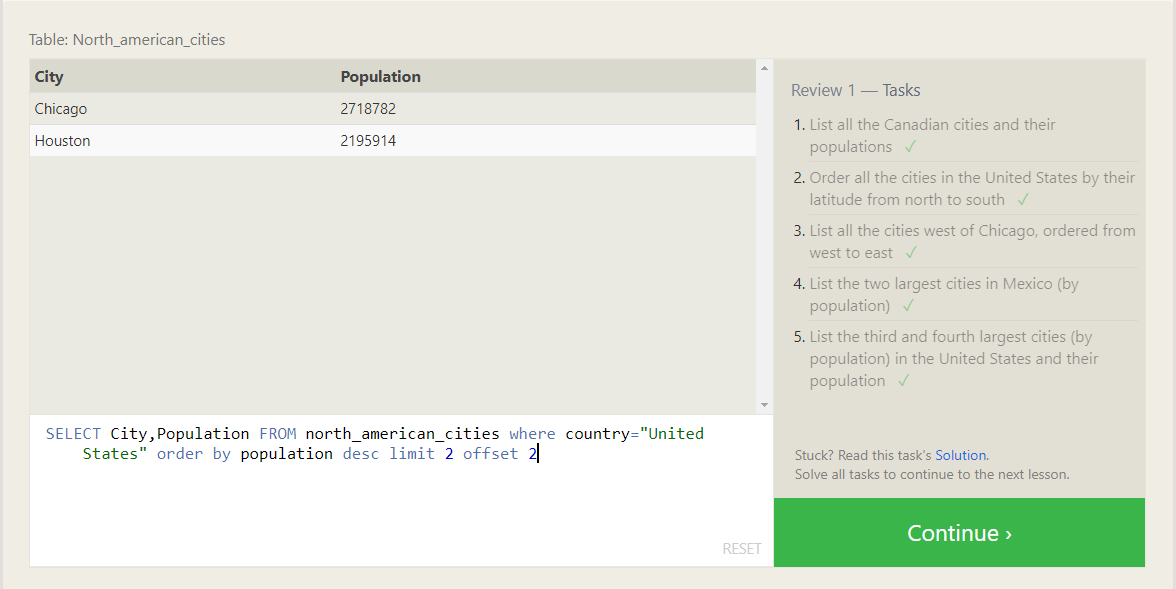 Table: North_american_cities
City Population
Chicago 2718782
Houston 2195914
SELECT City,Population FROM north_american_cities where country="United
States" order by population desc limit 2 offset 2
RESET
Review 1 — Tasks
1. List all the Canadian cities and their
populations ✓
2. Order all the cities in the United States by their
latitude from north to south ✓
3. List all the cities west of Chicago, ordered from
west to east ✓
4. List the two largest cities in Mexico (by
population) ✓
5. List the third and fourth largest cities (by
population) in the United States and their
population ✓
Stuck? Read this task's Solution.
Solve all tasks to continue to the next lesson.
Continue ›